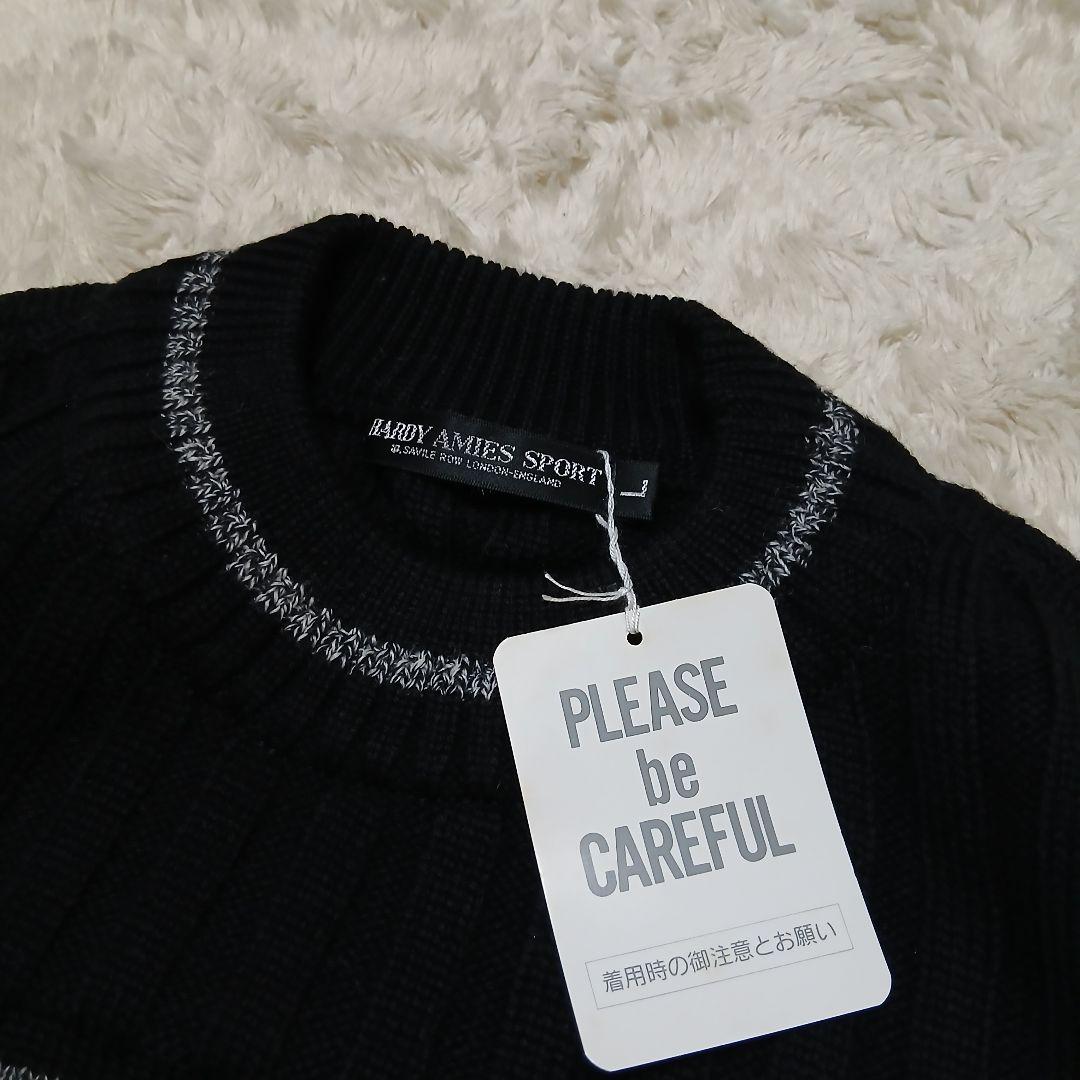 HARDY AMIES SPORT
SAVILE ROW LONDON-ENGLAND
L
PLEASE
be
CAREFUL
着用時の御注意とお願い